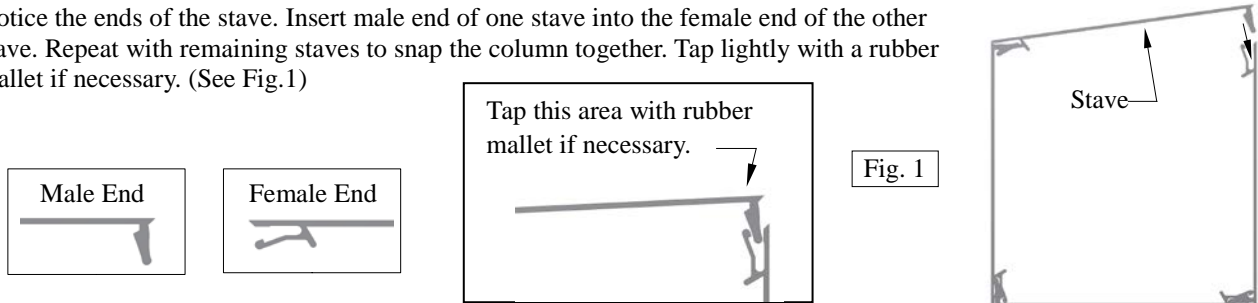 otice the ends of the stave. Insert male end of one stave into the female end of the other
ave. Repeat with remaining staves to snap the column together. Tap lightly with a rubber
allet if necessary. (See Fig.1)
Tap this area with rubber
mallet if necessary.
Stave
Fig. 1
Male End
Female End